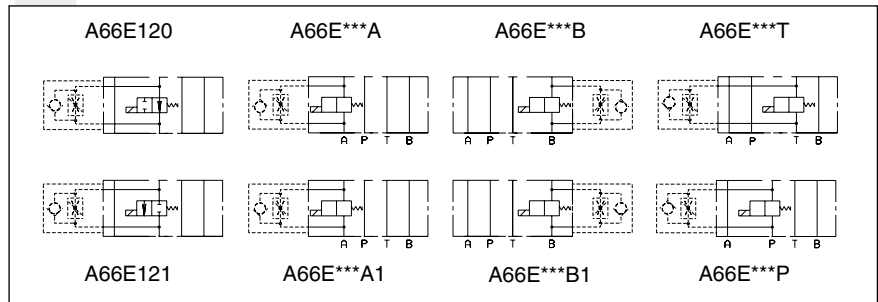 A66E120 A66E***A A66E***B A66E***T
A P T B A P T B A P T B
A P T B A P T B A P T B
A66E121 A66E***A1 A66E***B1 A66E***P